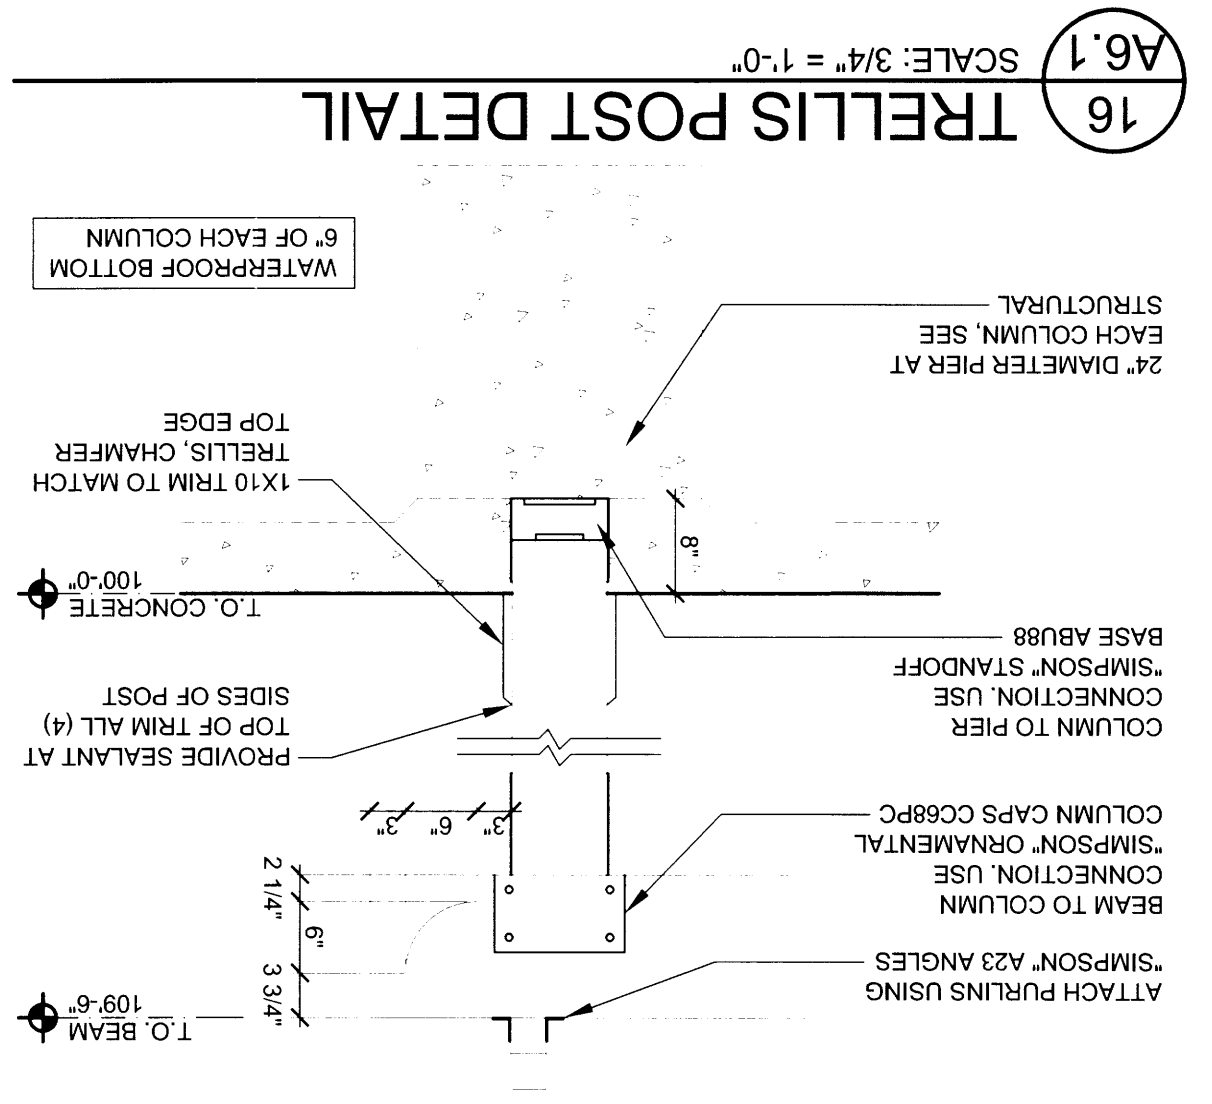 ATTACH PURLINS USING
"SIMPSON" A23 ANGLES
BEAM TO COLUMN
CONNECTION. USE
"SIMPSON" ORNAMENTAL
COLUMN CAPS CC68PC
COLUMN TO PIER
CONNECTION. USE
"SIMPSON" STANDOFF
BASE ABU88
24" DIAMETER PIER AT
EACH COLUMN, SEE
STRUCTURAL
T.O. BEAM
109'-6"
3 3/4"
6"
2 1/4"
3"
6"
3"
PROVIDE SEALANT AT
TOP OF TRIM ALL (4)
SIDES OF POST
T.O. CONCRETE
100'-0"
8"
1X10 TRIM TO MATCH
TRELLIS, CHAMFER
TOP EDGE
WATERPROOF BOTTOM
6" OF EACH COLUMN
16
A6.1
TRELLIS POST DETAIL
SCALE: 3/4" = 1'-0"